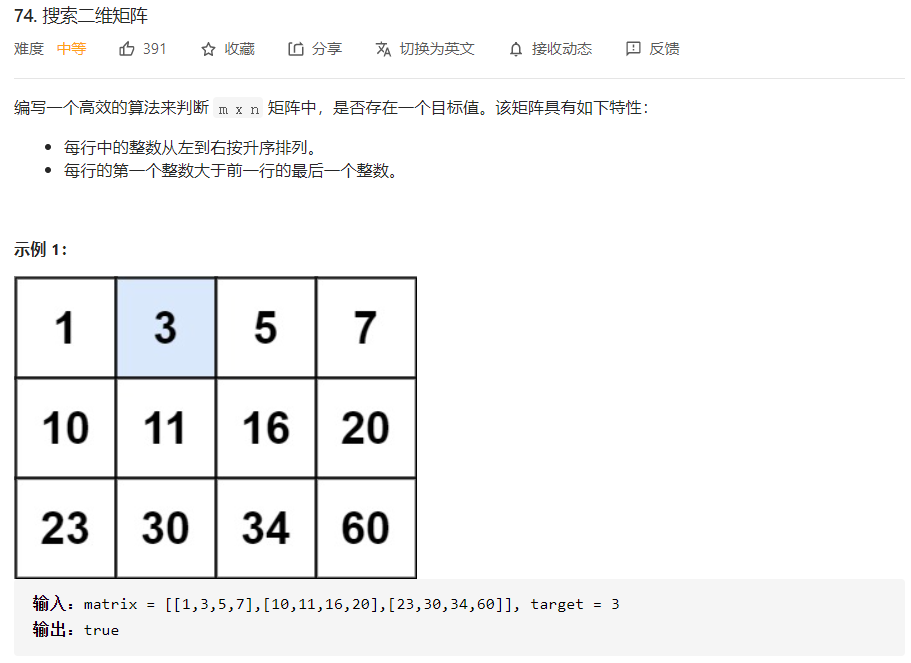 74. 搜索二维矩阵
难度 中等 391 收藏 分享 切换为英文 接收动态 反馈
编写一个高效的算法来判断 m x n 矩阵中，是否存在一个目标值。该矩阵具有如下特性：
每行中的整数从左到右按升序排列。
每行的第一个整数大于前一行的最后一个整数。
示例 1：
1 3 5 7
10 11 16 20
23 30 34 60
输入：matrix = [[1,3,5,7],[10,11,16,20],[23,30,34,60]], target = 3
输出：true